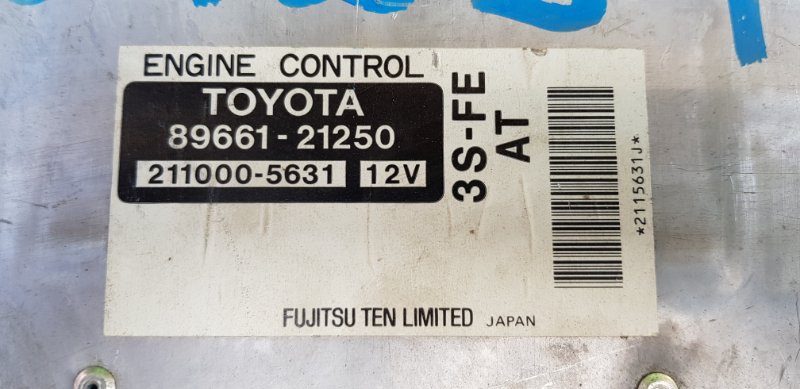 ENGINE CONTROL
TOYOTA
89661-21250
211000-5631 12V
3S-FE
AT
*2115631J*
FUJITSU TEN LIMITED JAPAN